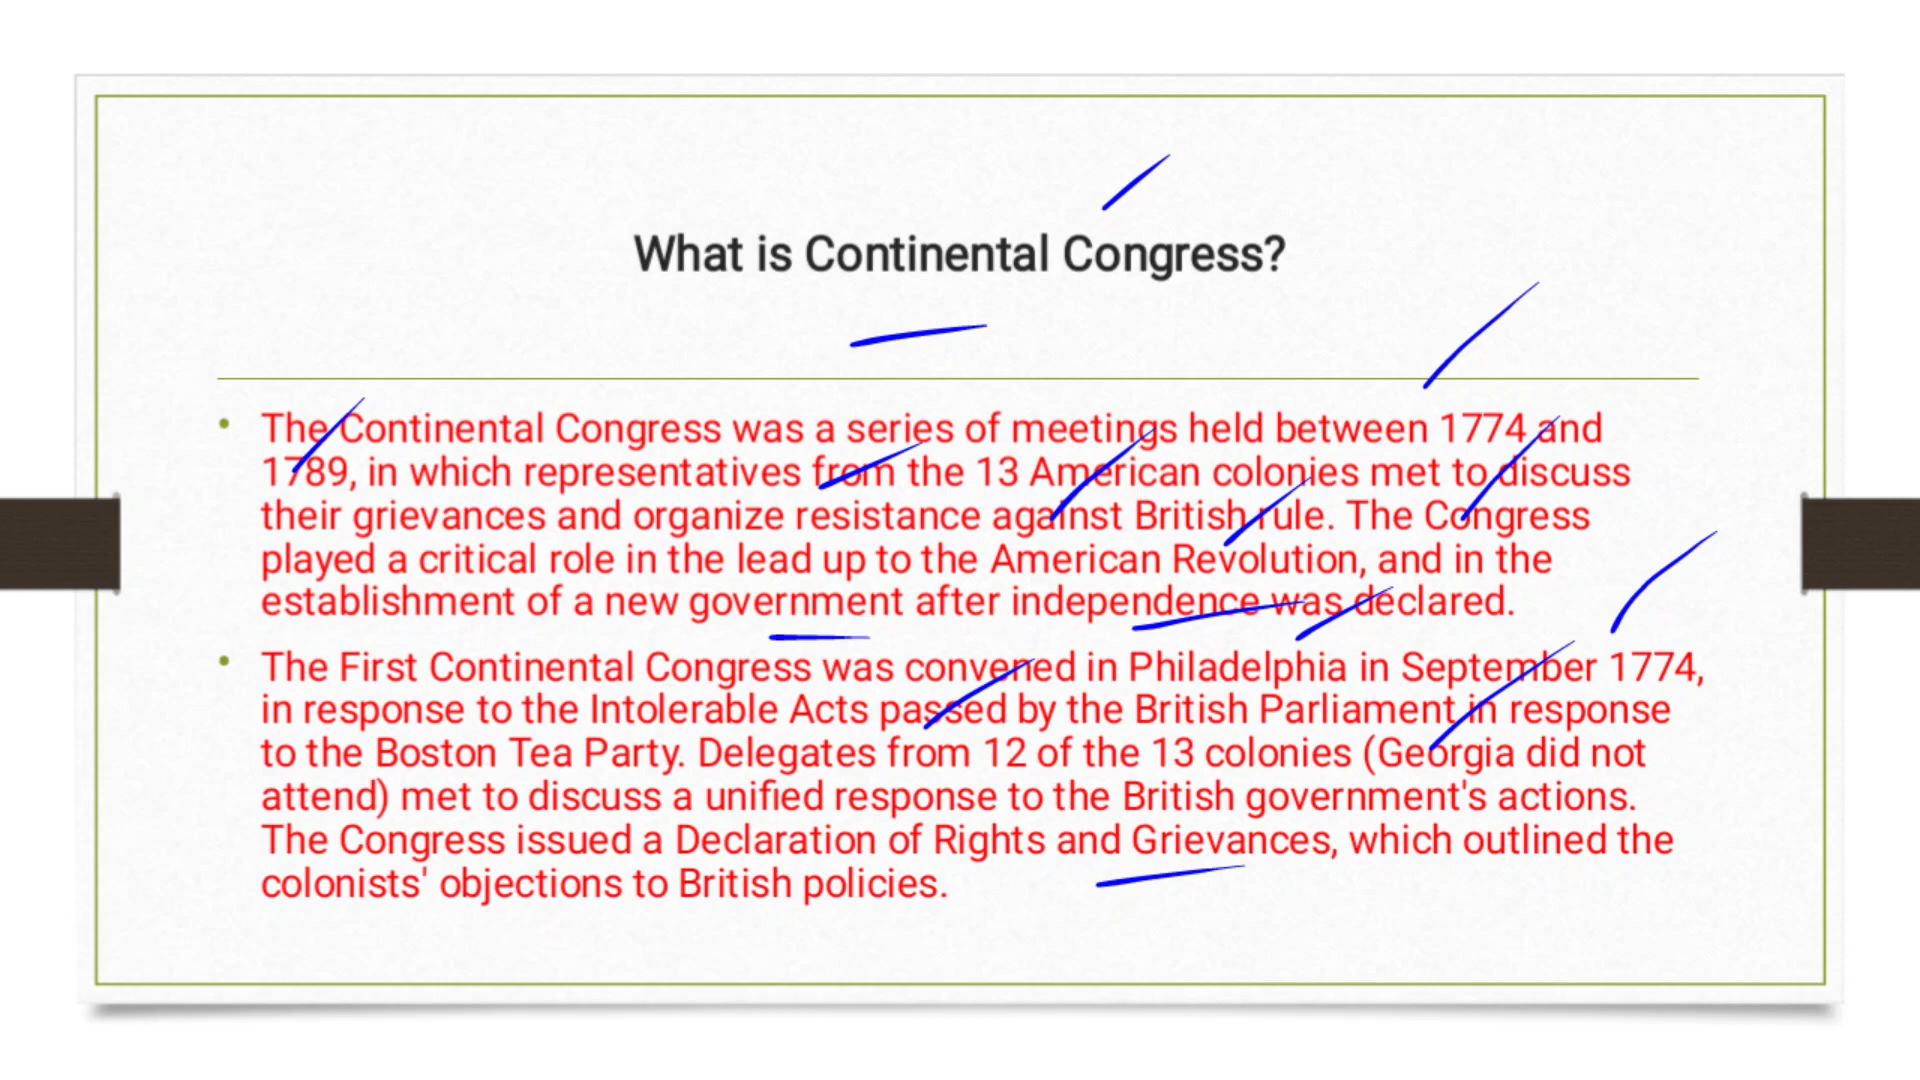 What is Continental Congress?
• The Continental Congress was a series of meetings held between 1774 and
1789, in which representatives from the 13 American colonies met to discuss
their grievances and organize resistance against British rule. The Congress
played a critical role in the lead up to the American Revolution, and in the
establishment of a new government after independence was declared.
• The First Continental Congress was convened in Philadelphia in September 1774,
in response to the Intolerable Acts passed by the British Parliament in response
to the Boston Tea Party. Delegates from 12 of the 13 colonies (Georgia did not
attend) met to discuss a unified response to the British government's actions.
The Congress issued a Declaration of Rights and Grievances, which outlined the
colonists' objections to British policies.